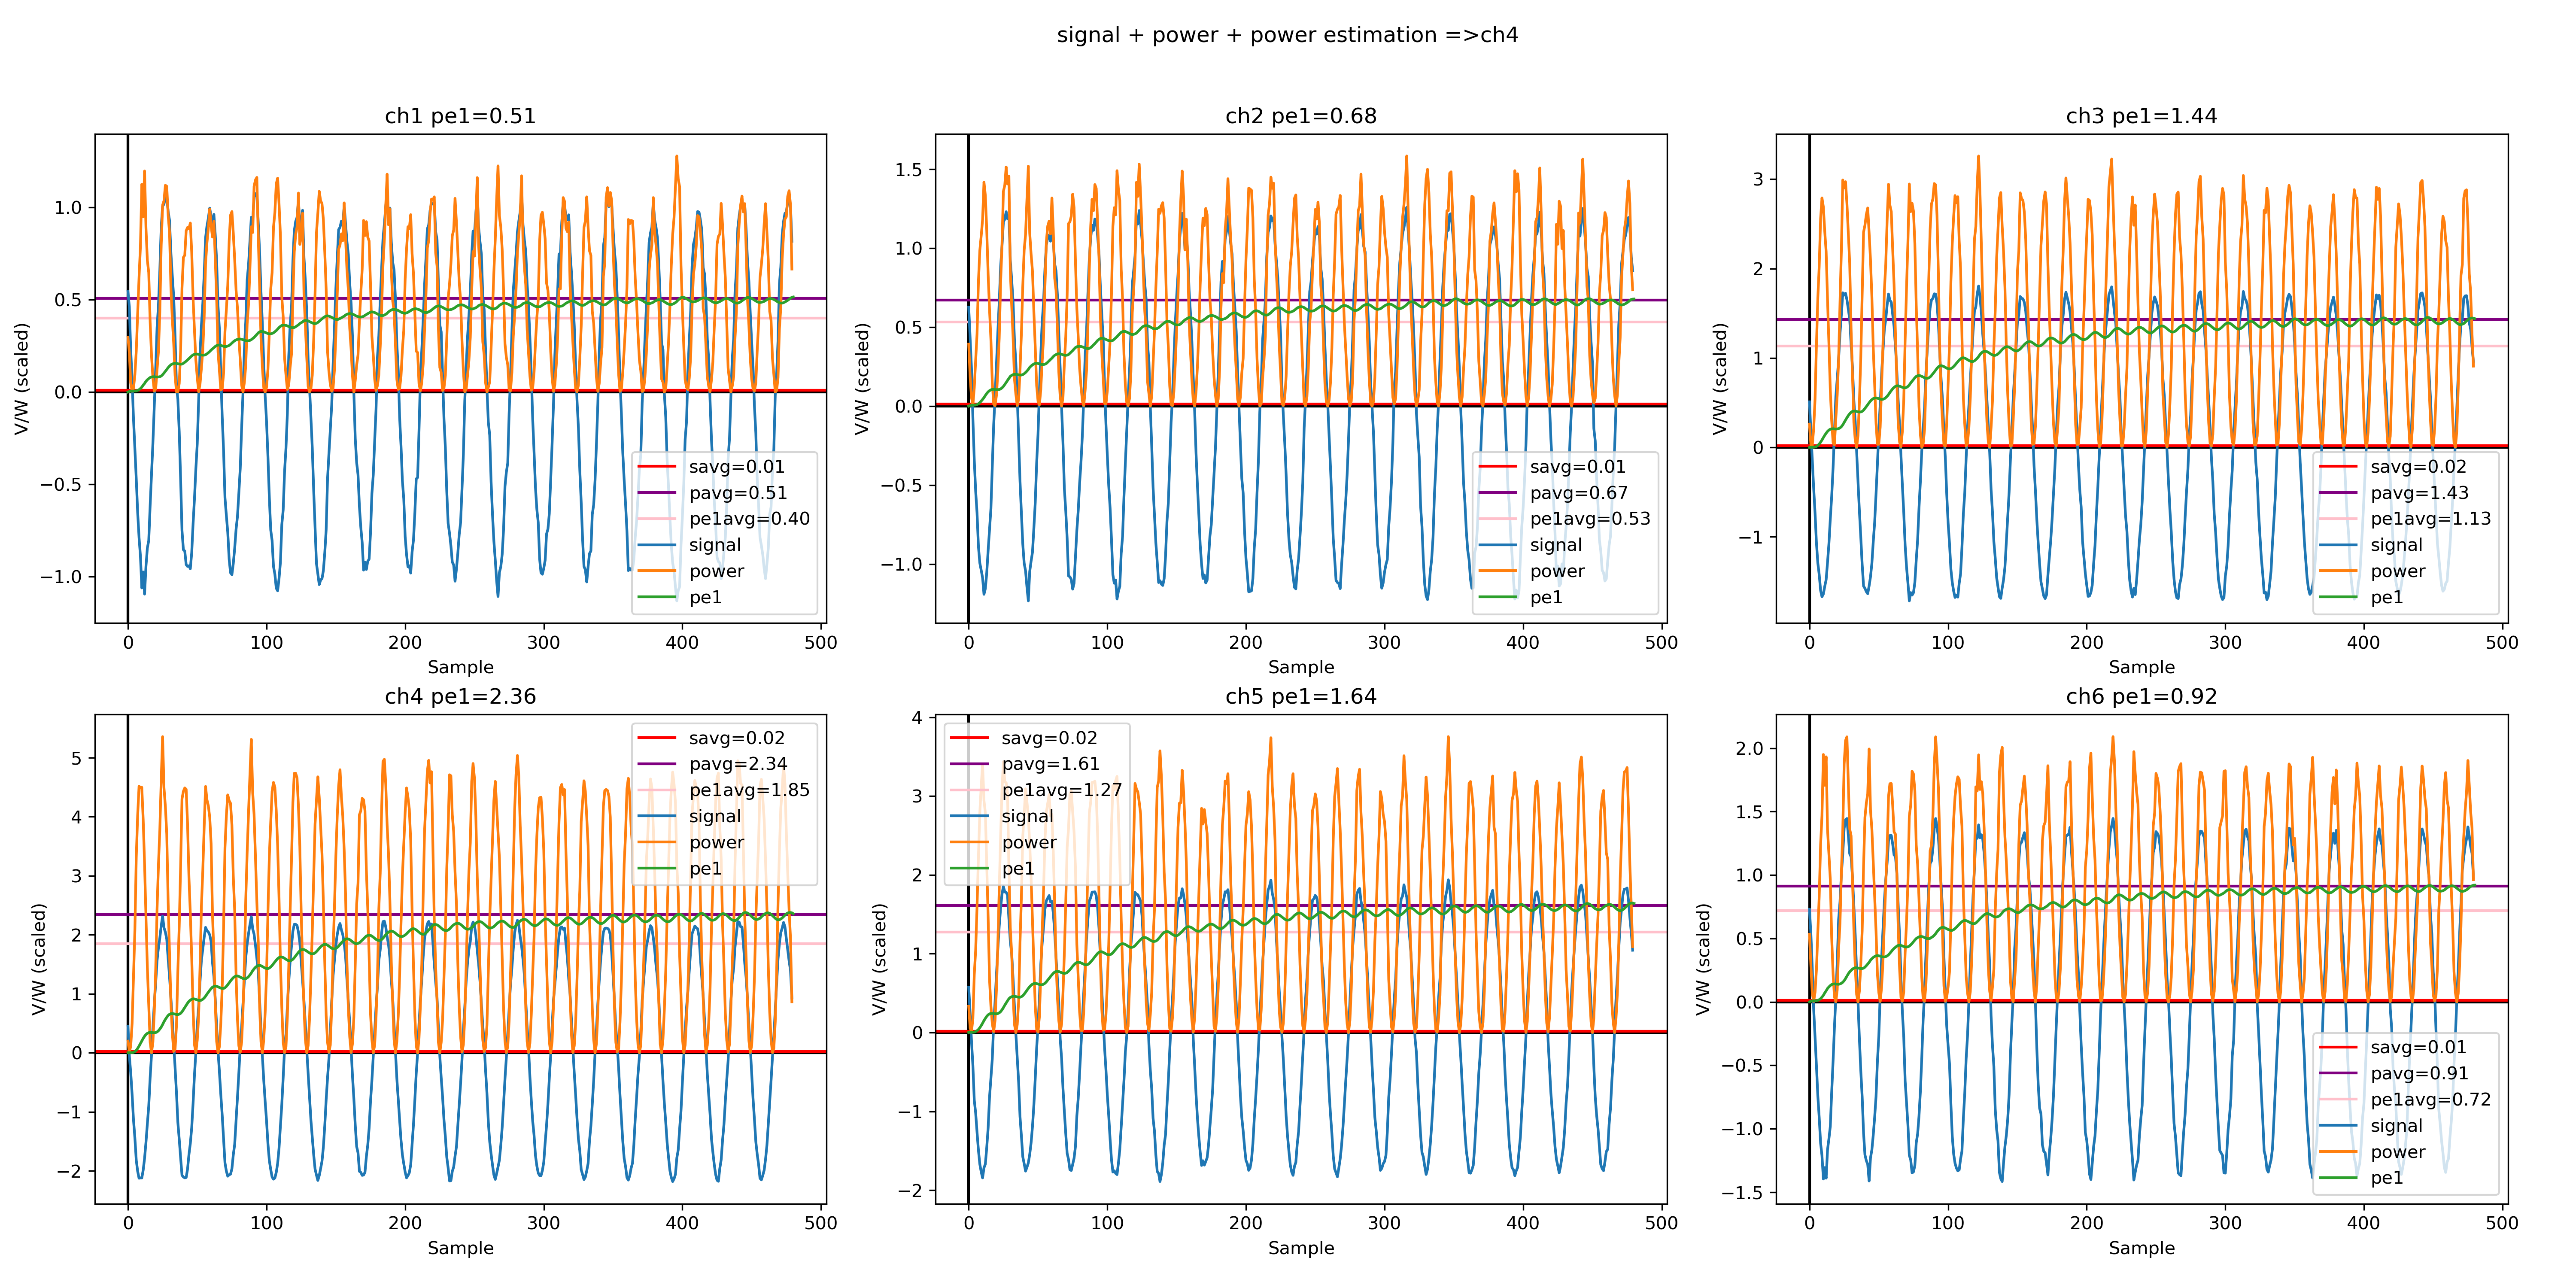 signal + power + power estimation =>ch4
ch1 pe1=0.51
V/W (scaled)
1.0
0.5
0.0
−0.5
−1.0
savg=0.01
pavg=0.51
pe1avg=0.40
signal
power
pe1
0 100 200 300 400 500
Sample
ch2 pe1=0.68
V/W (scaled)
1.5
1.0
0.5
0.0
−0.5
−1.0
savg=0.01
pavg=0.67
pe1avg=0.53
signal
power
pe1
0 100 200 300 400 500
Sample
ch3 pe1=1.44
V/W (scaled)
3
2
1
0
−1
savg=0.02
pavg=1.43
pe1avg=1.13
signal
power
pe1
0 100 200 300 400 500
Sample
ch4 pe1=2.36
V/W (scaled)
5
4
3
2
1
0
−1
−2
savg=0.02
pavg=2.34
pe1avg=1.85
signal
power
pe1
0 100 200 300 400 500
Sample
ch5 pe1=1.64
V/W (scaled)
4
3
2
1
0
−1
−2
savg=0.02
pavg=1.61
pe1avg=1.27
signal
power
pe1
0 100 200 300 400 500
Sample
ch6 pe1=0.92
V/W (scaled)
2.0
1.5
1.0
0.5
0.0
−0.5
−1.0
−1.5
savg=0.01
pavg=0.91
pe1avg=0.72
signal
power
pe1
0 100 200 300 400 500
Sample